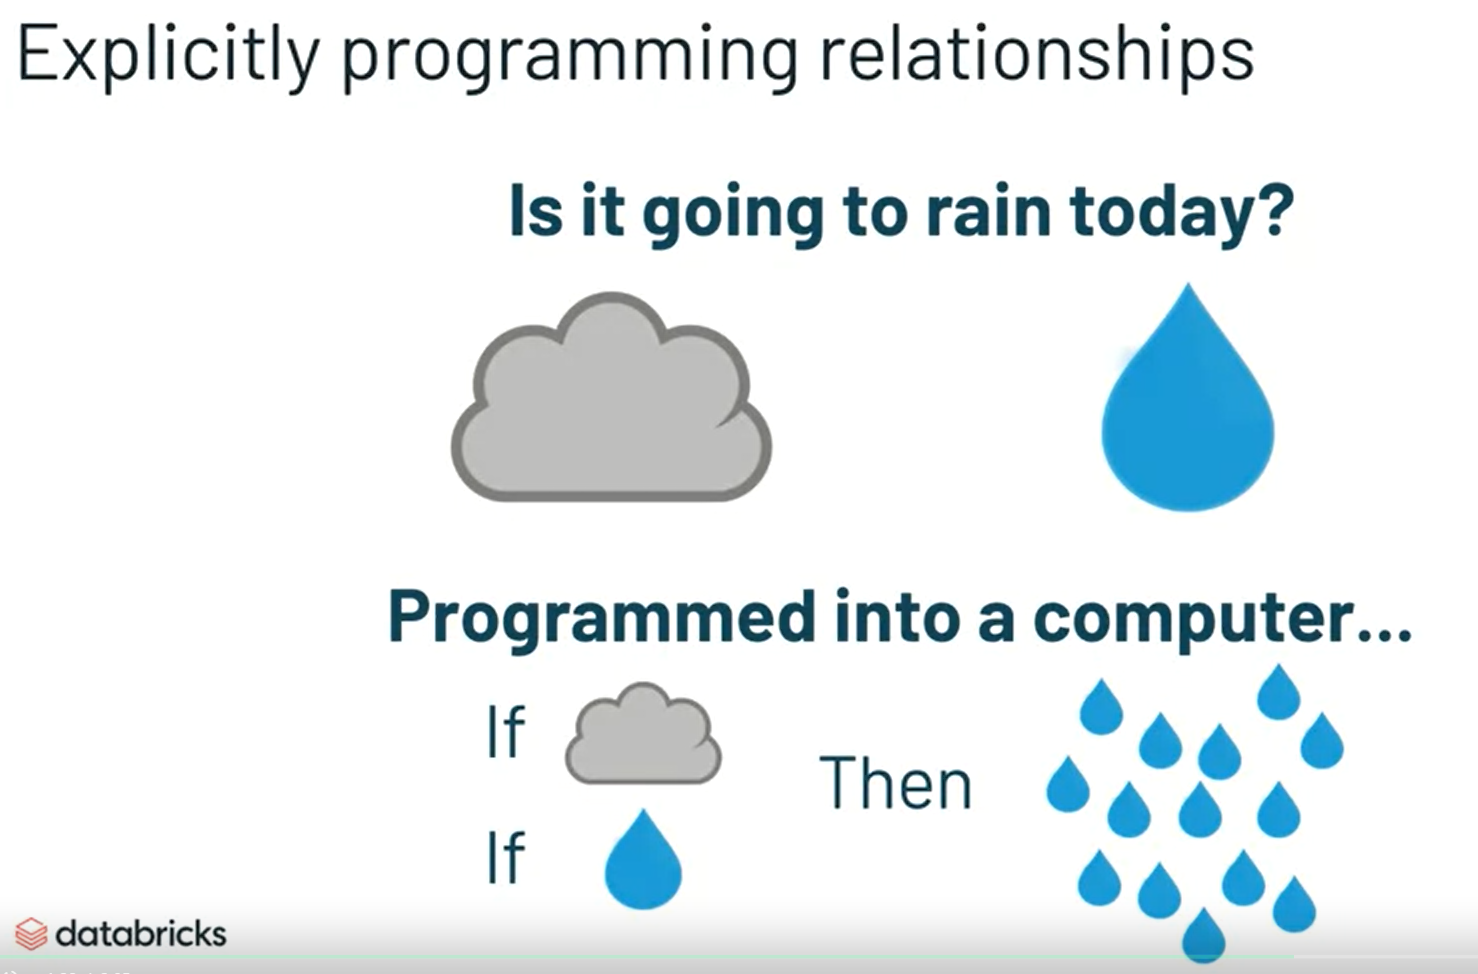 Explicitly programming relationships
Is it going to rain today?
Programmed into a computer...
If
Then
If
databricks